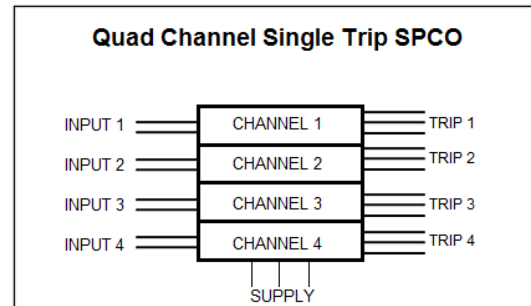 Quad Channel Single Trip SPCO
INPUT 1 CHANNEL 1 TRIP 1
INPUT 2 CHANNEL 2 TRIP 2
INPUT 3 CHANNEL 3 TRIP 3
INPUT 4 CHANNEL 4 TRIP 4
SUPPLY